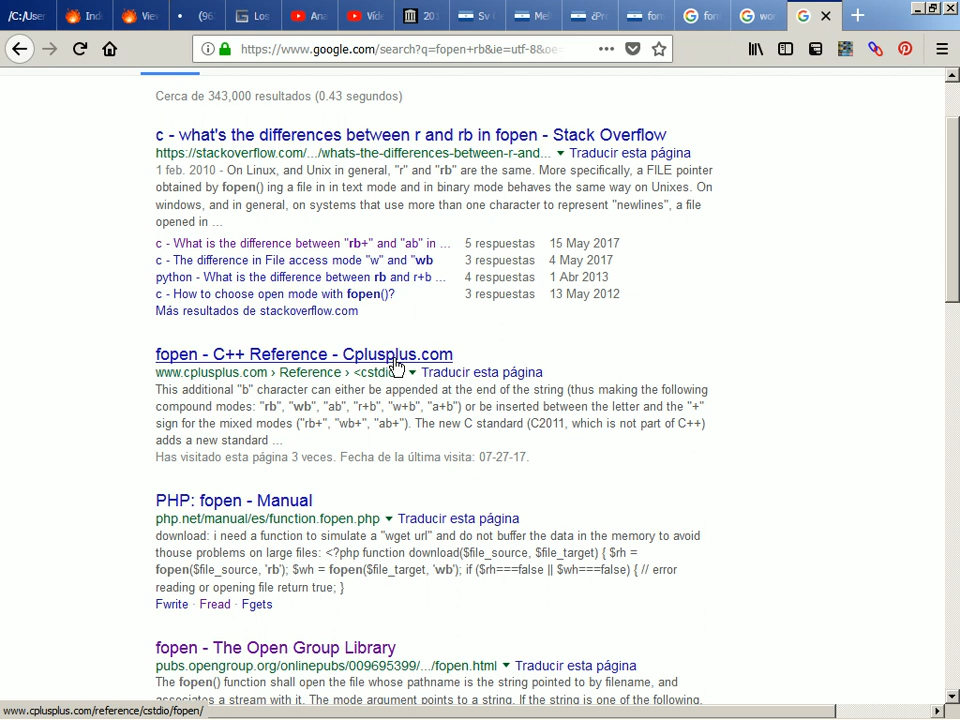 /C:/User
Ind
Viev
(96
Los
Ana
Víde
201
Sv
Mel
¿Pro
forr
fon
wor
https://www.google.com/search?q=fopen+rb&ie=utf-8&oe=
Cerca de 343,000 resultados (0.43 segundos)
c - what's the differences between r and rb in fopen - Stack Overflow
https://stackoverflow.com/.../whats-the-differences-between-r-and... ▼ Traducir esta página
1 feb. 2010 - On Linux, and Unix in general, "r" and "rb" are the same. More specifically, a FILE pointer
obtained by fopen() ing a file in in text mode and in binary mode behaves the same way on Unixes. On
windows, and in general, on systems that use more than one character to represent "newlines", a file
opened in ...
c - What is the difference between "rb+" and "ab" in ... 5 respuestas 15 May 2017
c - The difference in File access mode "w" and "wb 3 respuestas 4 May 2017
python - What is the difference between rb and r+b ... 4 respuestas 1 Abr 2013
c - How to choose open mode with fopen()? 3 respuestas 13 May 2012
Más resultados de stackoverflow.com
fopen - C++ Reference - Cplusplus.com
www.cplusplus.com › Reference › <cstdio ▼ Traducir esta página
This additional "b" character can either be appended at the end of the string (thus making the following
compound modes: "rb", "wb", "ab", "r+b", "w+b", "a+b") or be inserted between the letter and the "+"
sign for the mixed modes ("rb+", "wb+", "ab+"). The new C standard (C2011, which is not part of C++)
adds a new standard ...
Has visitado esta página 3 veces. Fecha de la última visita: 07-27-17.
PHP: fopen - Manual
php.net/manual/es/function.fopen.php ▼ Traducir esta página
download: i need a function to simulate a "wget url" and do not buffer the data in the memory to avoid
thouse problems on large files: <?php function download($file_source, $file_target) { $rh =
fopen($file_source, 'rb'); $wh = fopen($file_target, 'wb'); if ($rh===false || $wh===false) { // error
reading or opening file return true; }
Fwrite · Fread · Fgets
fopen - The Open Group Library
pubs.opengroup.org/onlinepubs/009695399/.../fopen.html ▼ Traducir esta página
The fopen() function shall open the file whose pathname is the string pointed to by filename, and
associates a stream with it. The mode argument points to a string. If the string is one of the following,
www.cplusplus.com/reference/cstdio/fopen/